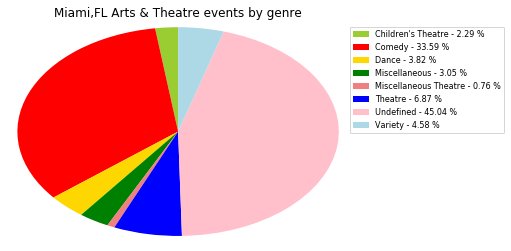 Miami,FL Arts & Theatre events by genre
Children's Theatre - 2.29 %
Comedy - 33.59 %
Dance - 3.82 %
Miscellaneous - 3.05 %
Miscellaneous Theatre - 0.76 %
Theatre - 6.87 %
Undefined - 45.04 %
Variety - 4.58 %